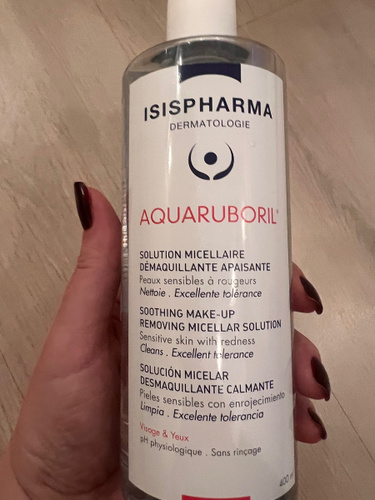 ISISPHARMA
DERMATOLOGIE
AQUARUBORIL®
SOLUTION MICELLAIRE
DÉMAQUILLANTE APAISANTE
Peaux sensibles à rougeurs
Nettoie . Excellente tolérance
SOOTHING MAKE-UP
REMOVING MICELLAR SOLUTION
Sensitive skin with redness
Cleans . Excellent tolerance
SOLUCIÓN MICELAR
DESMAQUILLANTE CALMANTE
Pieles sensibles con enrojecimiento
Limpia . Excelente tolerancia
Visage & Yeux
pH physiologique . Sans rinçage
400 m